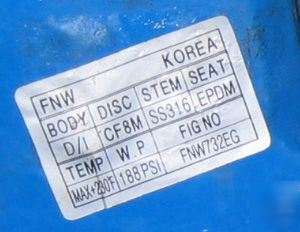 FNW KOREA
BODY DISC STEM SEAT
D/I CF8M SS316 EPDM
TEMP W.P FIG NO
MAX+250F 188PSI FNW732EG